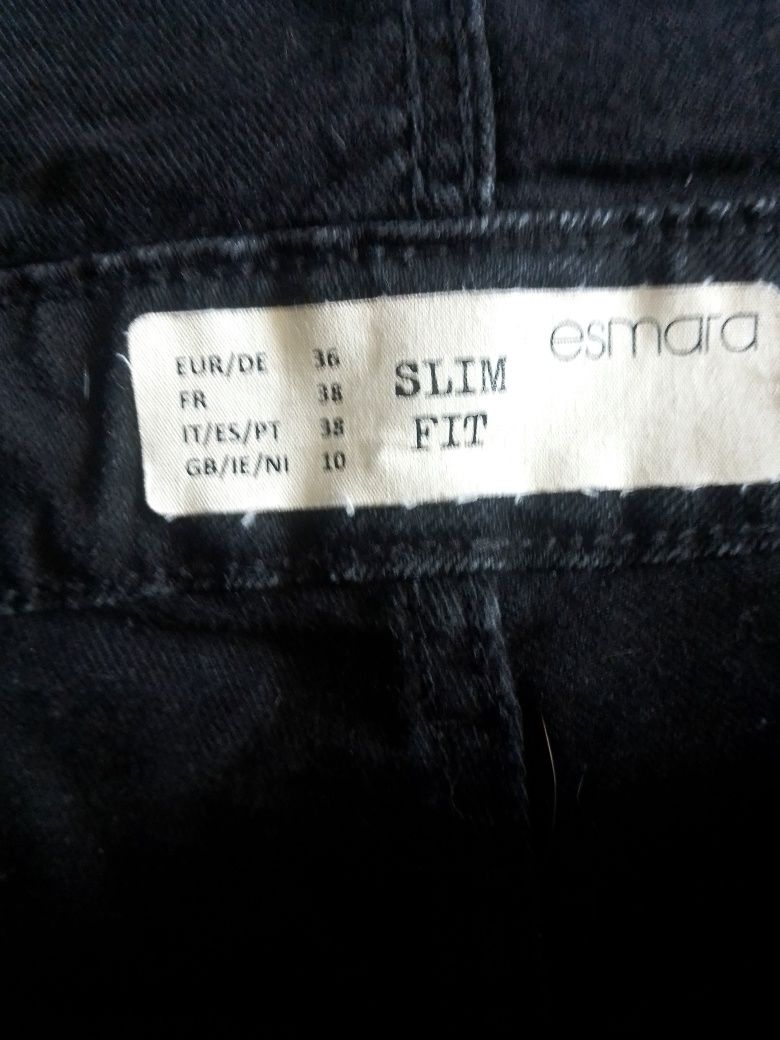 esmara
EUR/DE 36
FR 38
IT/ES/PT 38
GB/IE/NI 10
SLIM
FIT